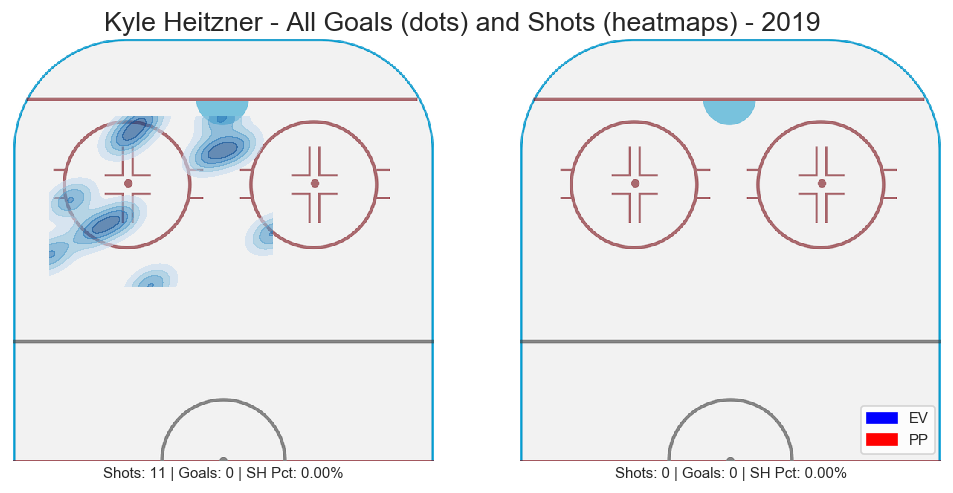 Kyle Heitzner - All Goals (dots) and Shots (heatmaps) - 2019
EV
PP
Shots: 11 | Goals: 0 | SH Pct: 0.00%
Shots: 0 | Goals: 0 | SH Pct: 0.00%